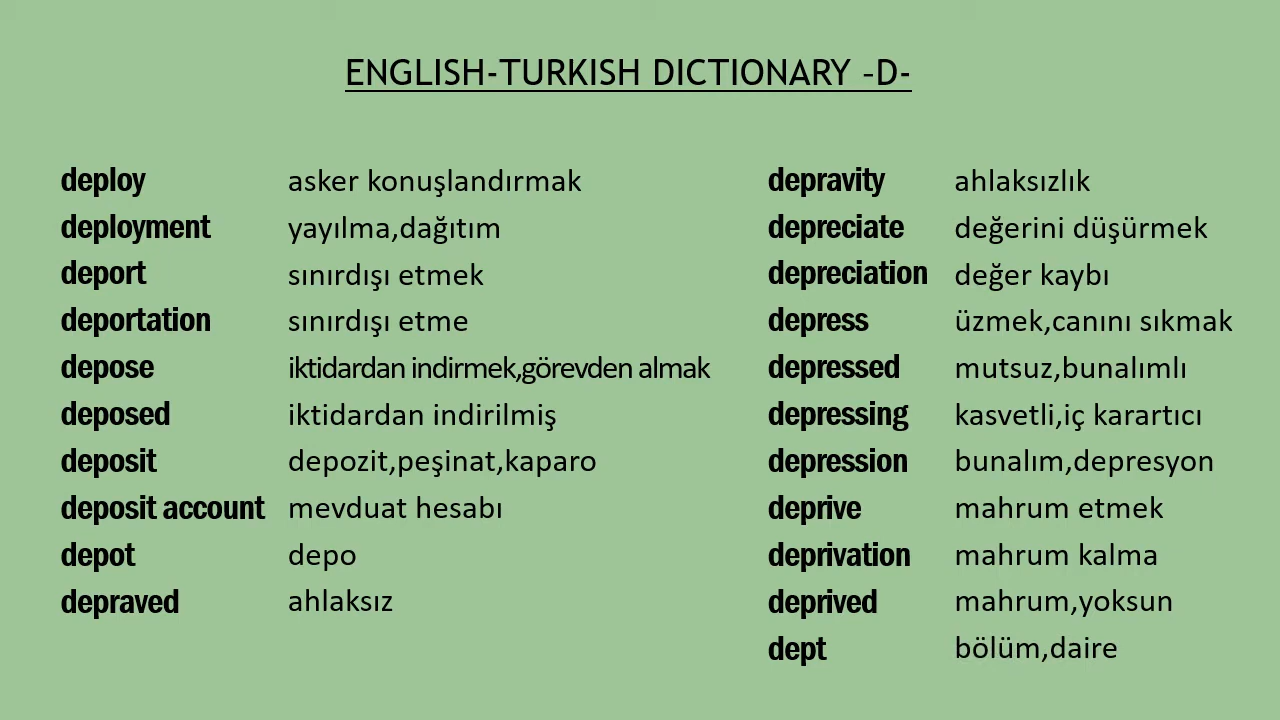 ENGLISH-TURKISH DICTIONARY –D-
deploy asker konuşlandırmak
deployment yayılma,dağıtım
deport sınırdışı etmek
deportation sınırdışı etme
depose iktidardan indirmek,görevden almak
deposed iktidardan indirilmiş
deposit depozit,peşinat,kaparo
deposit account mevduat hesabı
depot depo
depraved ahlaksız
depravity ahlaksızlık
depreciate değerini düşürmek
depreciation değer kaybı
depress üzmek,canını sıkmak
depressed mutsuz,bunalımlı
depressing kasvetli,iç karartıcı
depression bunalım,depresyon
deprive mahrum etmek
deprivation mahrum kalma
deprived mahrum,yoksun
dept bölüm,daire